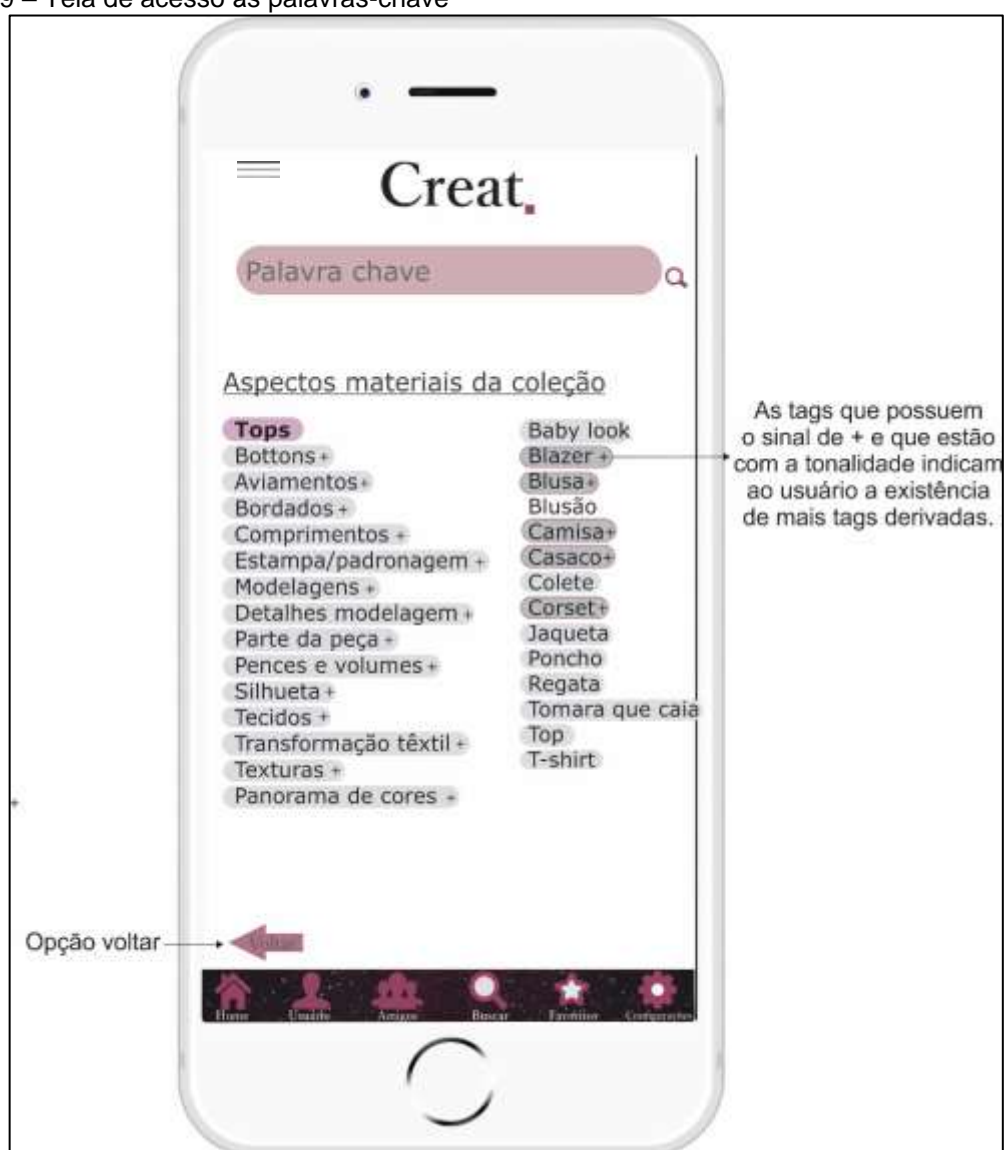 9 – Tela de acesso às palavras-chave
Creat.
Palavra chave
Aspectos materiais da coleção
Tops
Bottons +
Aviamentos +
Bordados +
Comprimentos +
Estampa/padronagem +
Modelagens +
Detalhes modelagem +
Parte da peça +
Pences e volumes +
Silhueta +
Tecidos +
Transformação têxtil +
Texturas +
Panorama de cores +
Baby look
Blazer +
Blusa+
Blusão
Camisa+
Casaco+
Colete
Corset+
Jaqueta
Poncho
Regata
Tomara que caia
Top
T-shirt
As tags que possuem
o sinal de + e que estão
com a tonalidade indicam
ao usuário a existência
de mais tags derivadas.
Opção voltar
Voltar
Home Usuário Amigos Buscar Favoritos Configurações